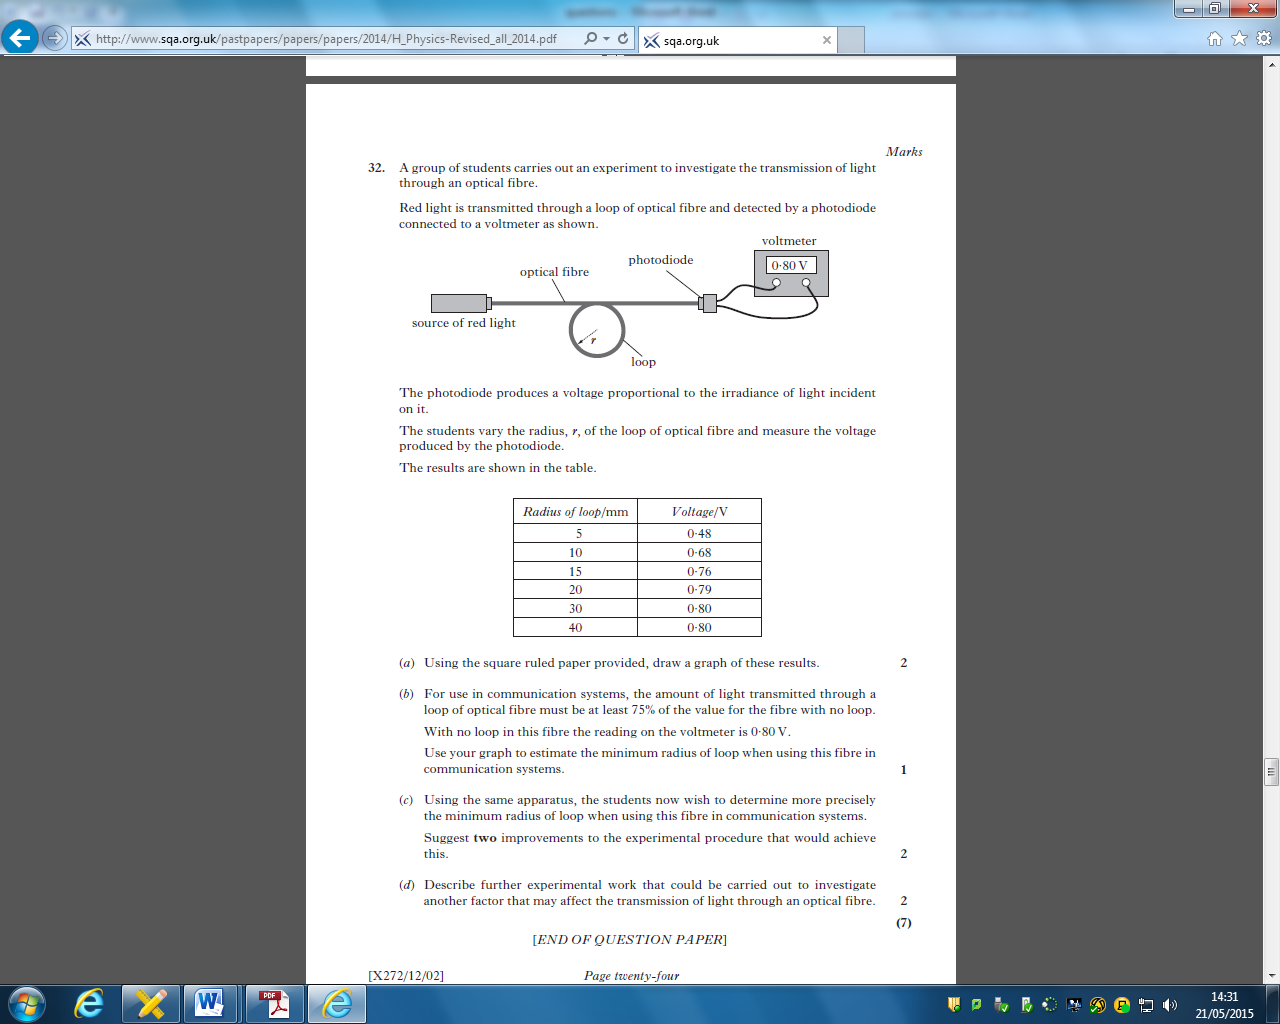 http://www.sqa.org.uk/pastpapers/papers/papers/2014/H_Physics-Revised_all_2014.pdf
sqa.org.uk
Marks
32. A group of students carries out an experiment to investigate the transmission of light
through an optical fibre.
Red light is transmitted through a loop of optical fibre and detected by a photodiode
connected to a voltmeter as shown.
voltmeter
photodiode
0·80 V
optical fibre
source of red light
r
loop
The photodiode produces a voltage proportional to the irradiance of light incident
on it.
The students vary the radius, r, of the loop of optical fibre and measure the voltage
produced by the photodiode.
The results are shown in the table.
Radius of loop/mm Voltage/V
5 0·48
10 0·68
15 0·76
20 0·79
30 0·80
40 0·80
(a) Using the square ruled paper provided, draw a graph of these results. 2
(b) For use in communication systems, the amount of light transmitted through a
loop of optical fibre must be at least 75% of the value for the fibre with no loop.
With no loop in this fibre the reading on the voltmeter is 0·80 V.
Use your graph to estimate the minimum radius of loop when using this fibre in
communication systems. 1
(c) Using the same apparatus, the students now wish to determine more precisely
the minimum radius of loop when using this fibre in communication systems.
Suggest two improvements to the experimental procedure that would achieve
this. 2
(d) Describe further experimental work that could be carried out to investigate
another factor that may affect the transmission of light through an optical fibre. 2
(7)
[END OF QUESTION PAPER]
[X272/12/02] Page twenty-four
PDF
14:31
21/05/2015